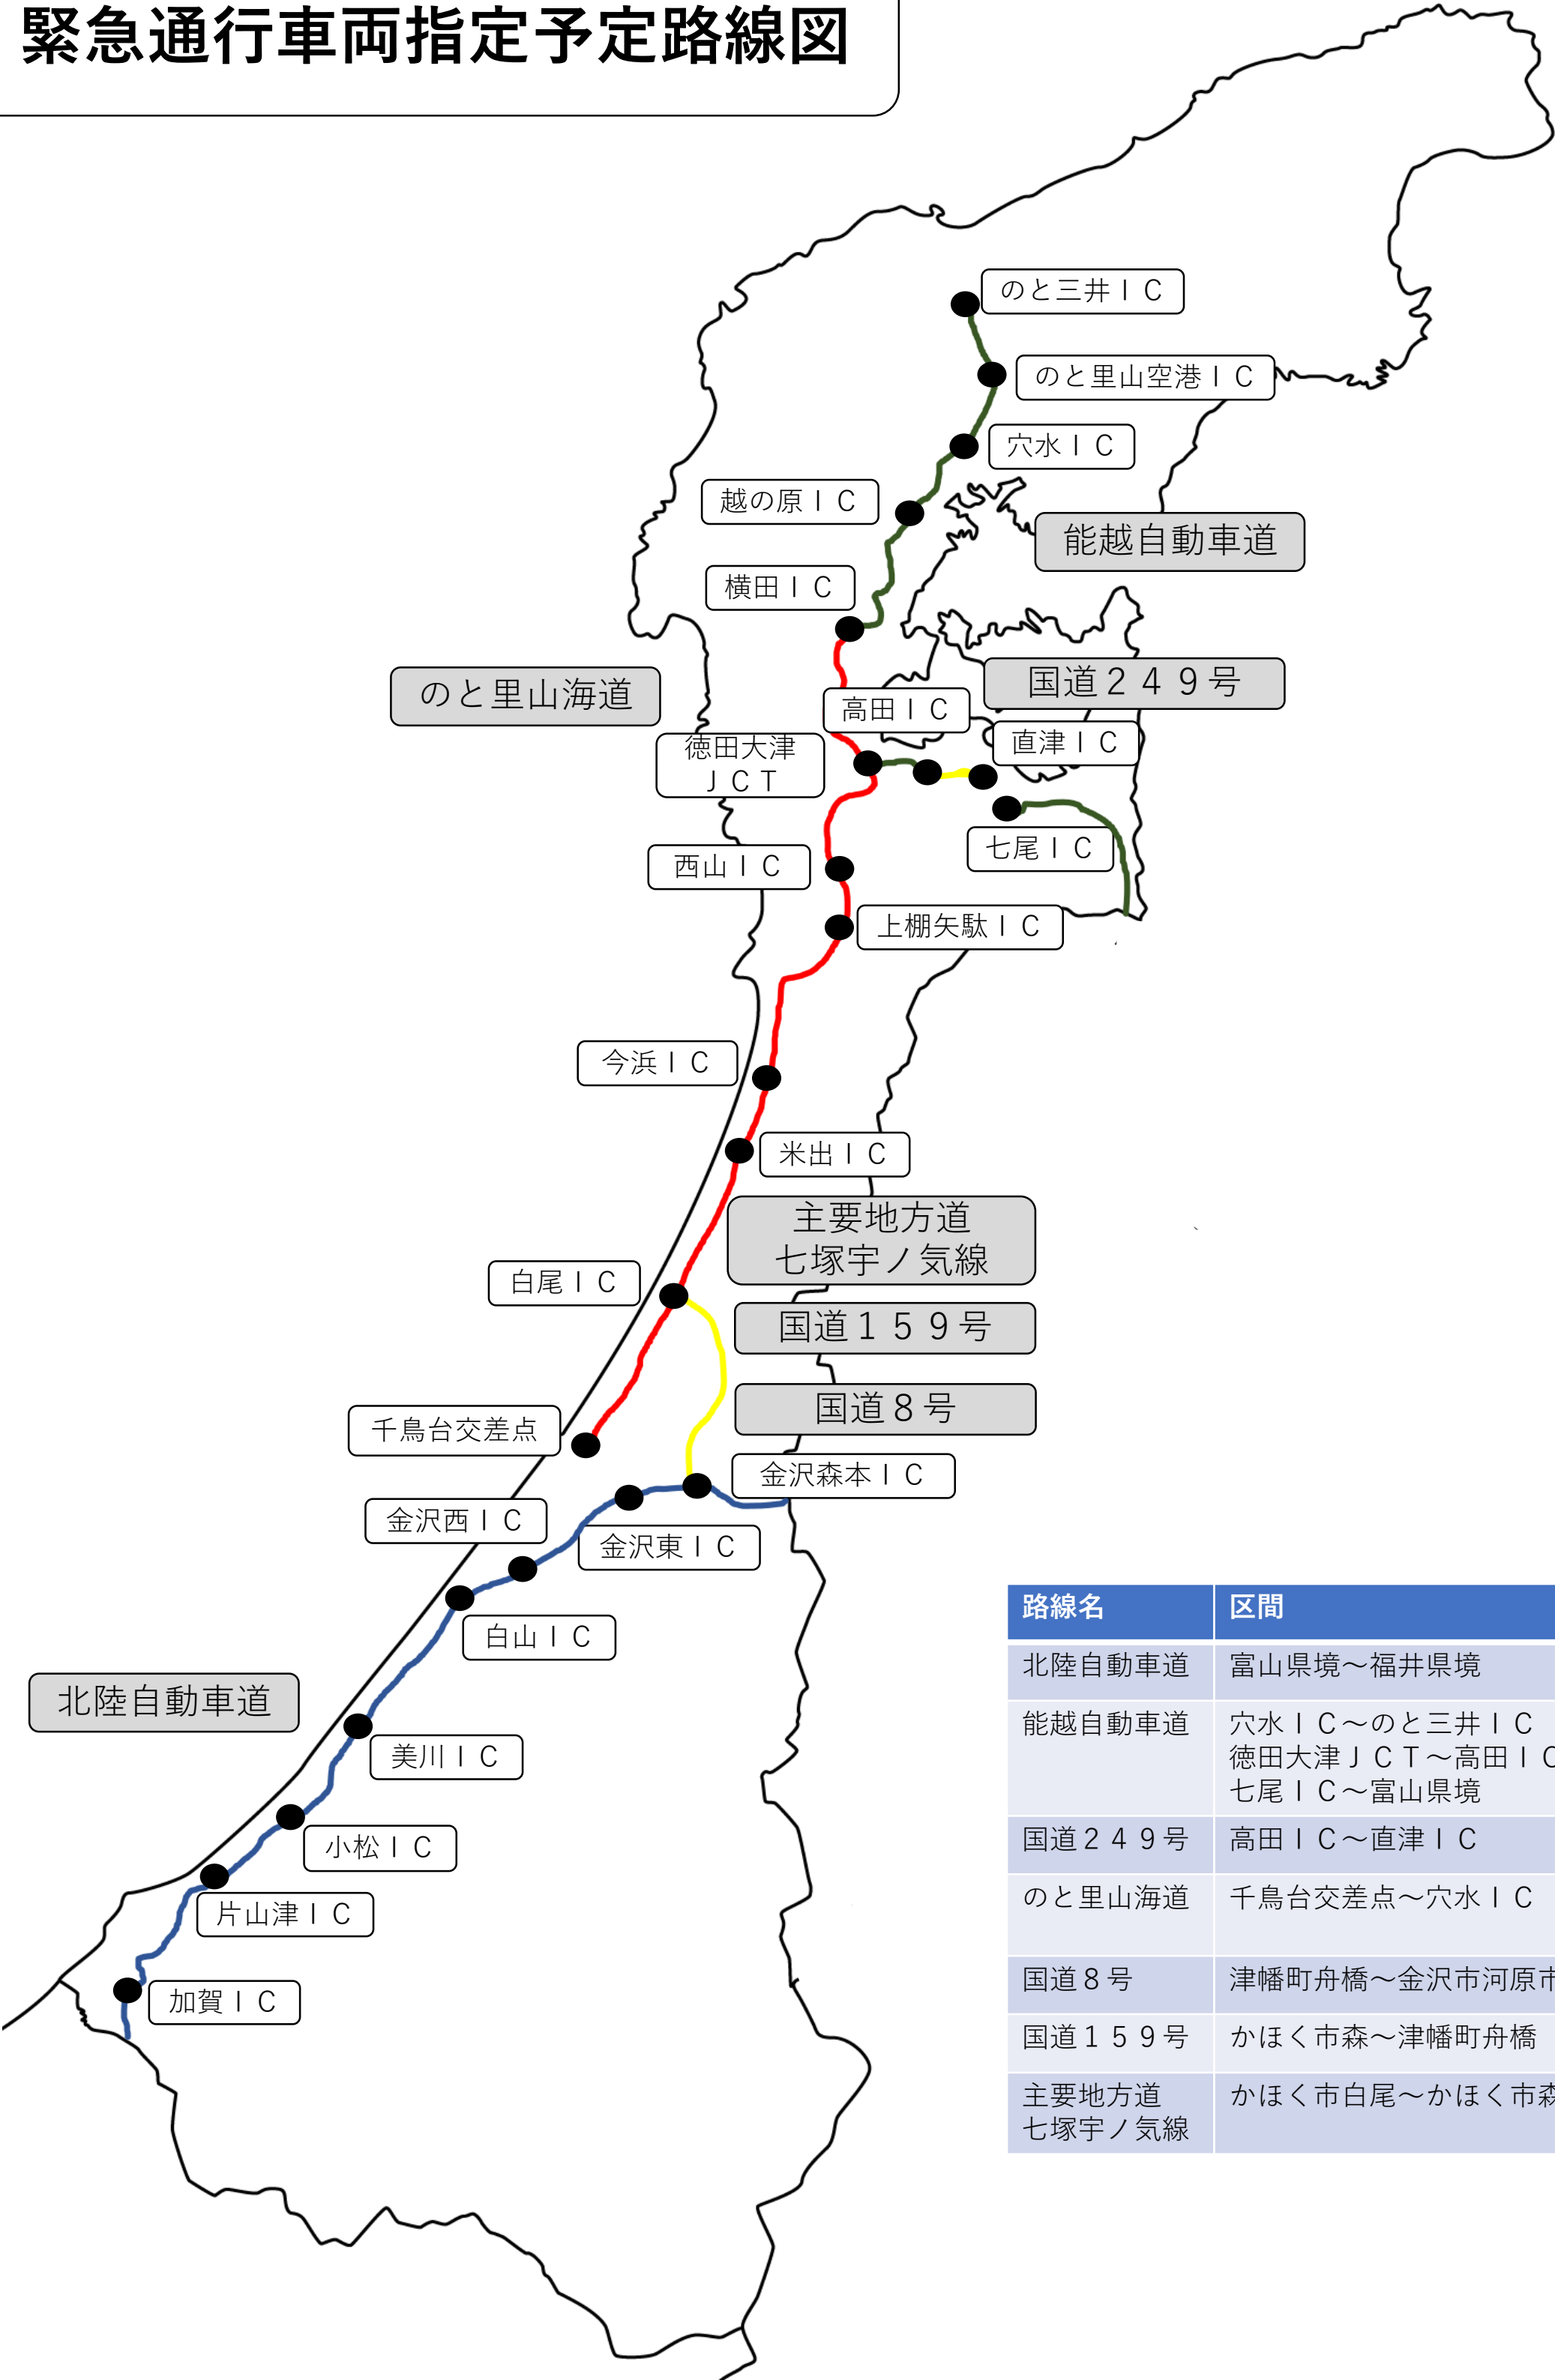 緊急通行車両指定予定路線図
のと三井ＩＣ
のと里山空港ＩＣ
穴水ＩＣ
越の原ＩＣ
能越自動車道
横田ＩＣ
国道２４９号
のと里山海道
高田ＩＣ
直津ＩＣ
徳田大津
ＪＣＴ
七尾ＩＣ
西山ＩＣ
上棚矢駄ＩＣ
今浜ＩＣ
米出ＩＣ
主要地方道
七塚宇ノ気線
白尾ＩＣ
国道１５９号
国道８号
千鳥台交差点
金沢森本ＩＣ
金沢西ＩＣ
金沢東ＩＣ
白山ＩＣ
北陸自動車道
美川ＩＣ
小松ＩＣ
片山津ＩＣ
加賀ＩＣ
路線名 区間
北陸自動車道 富山県境～福井県境
能越自動車道 穴水ＩＣ～のと三井ＩＣ
徳田大津ＪＣＴ～高田ＩＣ
七尾ＩＣ～富山県境
国道２４９号 高田ＩＣ～直津ＩＣ
のと里山海道 千鳥台交差点～穴水ＩＣ
国道８号 津幡町舟橋～金沢市河原市
国道１５９号 かほく市森～津幡町舟橋
主要地方道 かほく市白尾～かほく市森
七塚宇ノ気線